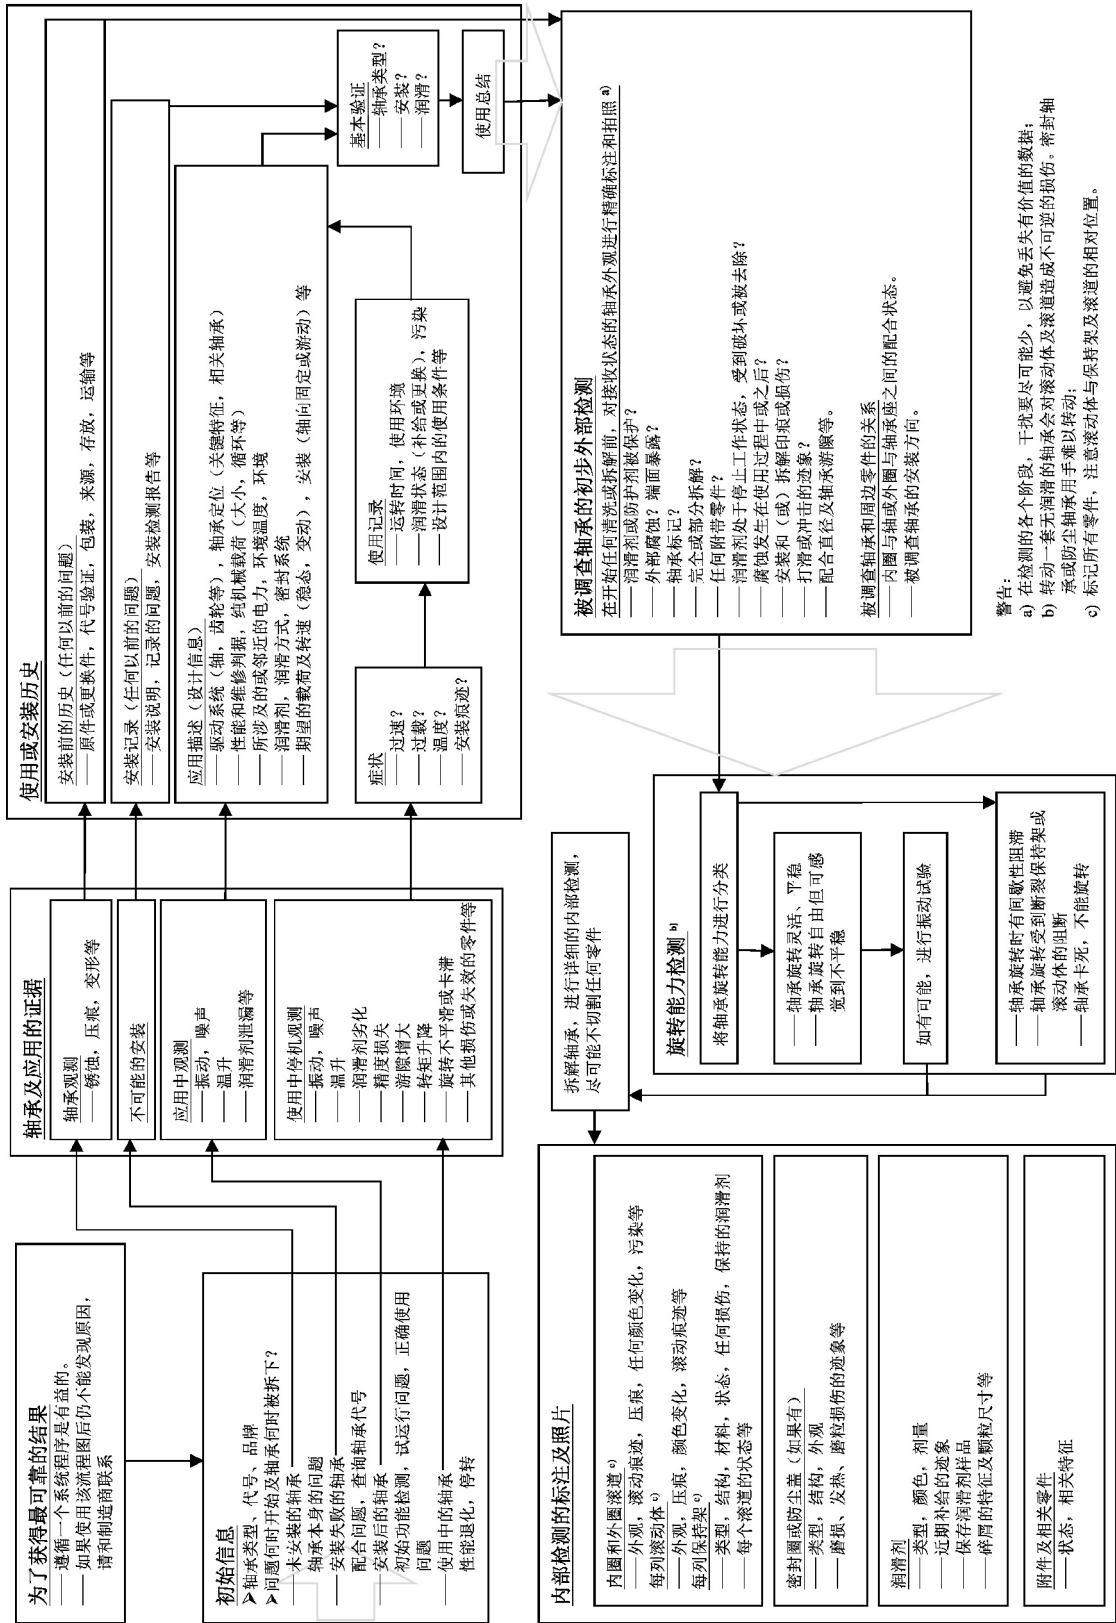 为了获得最可靠的结果
——遵循一个系统程序是有益的。
——如果使用该流程图后仍不能发现原因,
请和制造商联系
初始信息
➤轴承类型、代号、品牌
➤问题何时开始及轴承何时被拆下?
——未安装的轴承
轴承本身的问题
——安装失败的轴承
配合问题,查询轴承代号
——安装后的轴承
初始功能检测,试运行问题,正确使用
问题
——使用中的轴承
性能退化,停转
轴承及应用的证据
轴承观测
——锈蚀,压痕,变形等
不可能的安装
应用中观测
——振动,噪声
——温升
——润滑剂泄漏等
使用中停机观测
——振动,噪声
——温升
——润滑剂劣化
——精度损失
——游隙增大
——转矩升降
——旋转不平滑或卡滞
——其他损伤或失效的零件等
使用或安装历史
安装前的历史(任何以前的问题)
——原件或更换件,代号验证,包装,来源,存放,运输等
安装记录(任何以前的问题)
——安装说明,记录的问题,安装检测报告等
应用描述(设计信息)
——驱动系统(轴,齿轮等),轴承定位(关键特征,相关轴承)
——性能和维修判据,纯机械载荷(大小,循环等)
——所涉及的或邻近的电力,环境温度,环境
——润滑剂,润滑方式,密封系统
——期望的载荷及转速(稳态,变动),安装(轴向固定或游动)等
症状
——过速?
——过载?
——温度?
——安装痕迹?
使用记录
——运转时间,使用环境
——润滑状态(补给或更换),污染
——设计范围内的使用条件等
基本验证
——轴承类型?
——安装?
——润滑?
使用总结
被调查轴承的初步外部检测
在开始任何清洗或拆解前,对接收状态的轴承外观进行精确标注和拍照 a)
——润滑剂或防护剂被保护?
——外部腐蚀?端面暴露?
——轴承标记?
——完全或部分拆解?
——任何附带零件?
——润滑剂处于停止工作状态,受到破坏或被去除?
——腐蚀发生在使用过程中或之后?
——安装和(或)拆解印痕或损伤?
——打滑或冲击的迹象?
——配合直径及轴承游隙等。
被调查轴承和周边零件的关系
——内圈与轴或外圈与轴承座之间的配合状态。
——被调查轴承的安装方向。
旋转能力检测 b)
将轴承旋转能力进行分类
——轴承旋转灵活、平稳
——轴承旋转自由但可感
觉到不平稳
如有可能,进行振动试验
——轴承旋转时有间歇性阻滞
——轴承旋转受到断裂保持架或
滚动体的阻断
——轴承卡死,不能旋转
拆解轴承,进行详细的内部检测,
尽可能不切割任何零件
内部检测的标注及照片
内圈和外圈滚道 c)
——外观,滚动痕迹,压痕,任何颜色变化,污染等
每列滚动体 c)
——外观,压痕,颜色变化,滚动痕迹等
每列保持架 c)
——类型,结构,材料,状态,任何损伤,保持的润滑剂
——每个滚道的状态等
密封圈或防尘盖(如果有)
——类型,结构,外观
——磨损、发热、磨粒损伤的迹象等
润滑剂
——类型,颜色,剂量
——近期补给的迹象
——保存润滑剂样品
——碎屑的特征及颗粒尺寸等
附件及相关零件
——状态,相关特征
警告:
a) 在检测的各个阶段,干扰要尽可能少,以避免丢失有价值的数据;
b) 转动一套无润滑的轴承会对滚动体及滚道造成不可逆的损伤。密封轴
承或防尘轴承用手难以转动;
c) 标记所有零件,注意滚动体与保持架及滚道的相对位置。